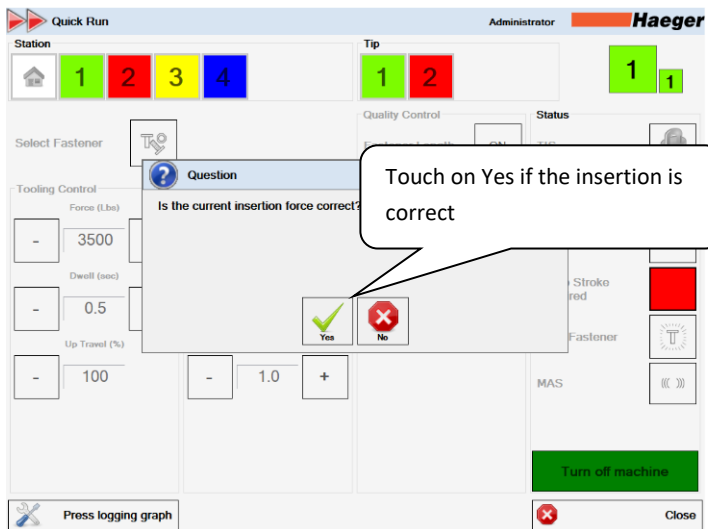 Quick Run
Administrator
Haeger
Station
Tip
1
2
3
4
1
2
1
1
Quality Control
Status
Select Fastener
ON
Question
Touch on Yes if the insertion is
correct
Tooling Control
Is the current insertion force correct?
Force (Lbs)
-
3500
Dwell (sec)
-
0.5
Stroke
Yes
No
Fastener
Up Travel (%)
-
100
-
1.0
+
MAS
Turn off machine
Press logging graph
Close